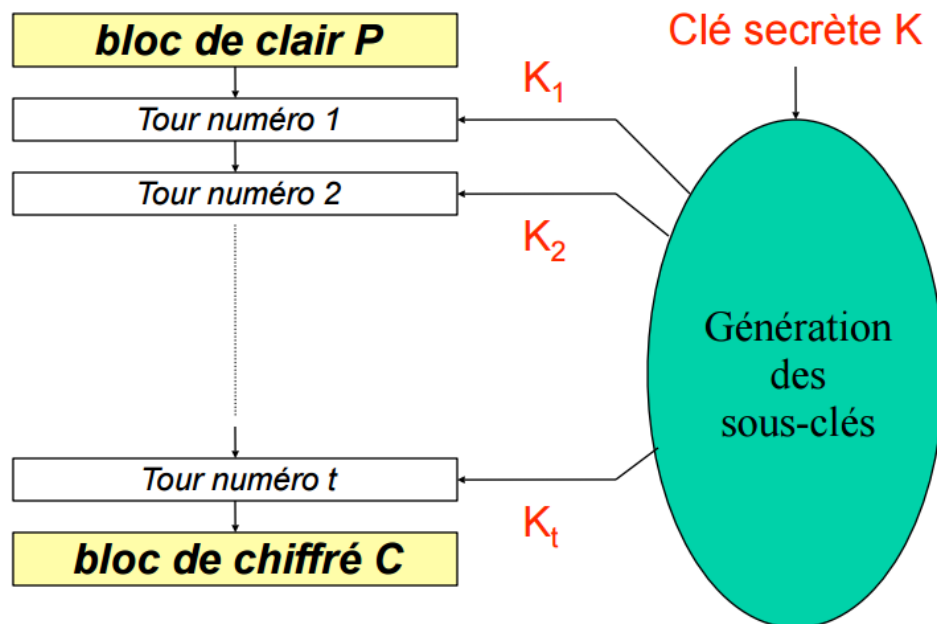 bloc de clair P
Clé secrète K
K₁
Tour numéro 1
Tour numéro 2
K₂
Génération
des
sous-clés
Tour numéro t
Kₜ
bloc de chiffré C